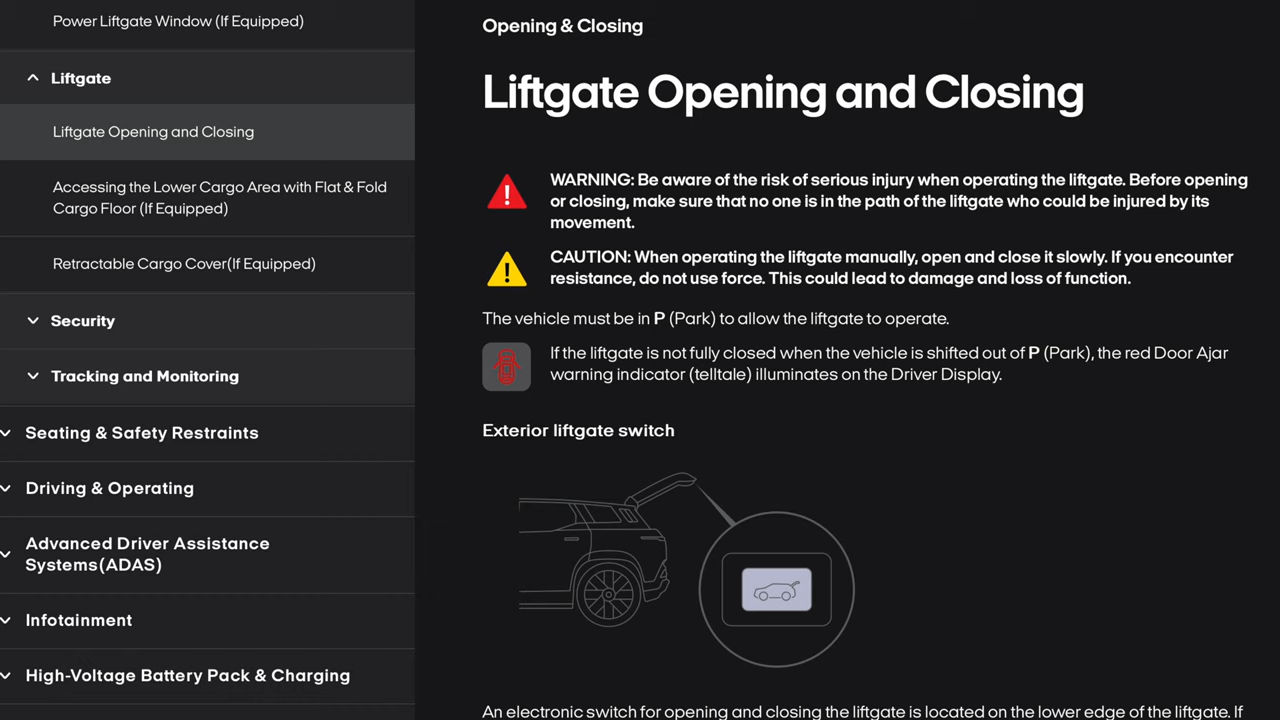 Power Liftgate Window (If Equipped)
Liftgate
Liftgate Opening and Closing
Accessing the Lower Cargo Area with Flat & Fold
Cargo Floor (If Equipped)
Retractable Cargo Cover(If Equipped)
Security
Tracking and Monitoring
Seating & Safety Restraints
Driving & Operating
Advanced Driver Assistance
Systems(ADAS)
Infotainment
High-Voltage Battery Pack & Charging
Opening & Closing
Liftgate Opening and Closing
WARNING: Be aware of the risk of serious injury when operating the liftgate. Before opening
or closing, make sure that no one is in the path of the liftgate who could be injured by its
movement.
CAUTION: When operating the liftgate manually, open and close it slowly. If you encounter
resistance, do not use force. This could lead to damage and loss of function.
The vehicle must be in P (Park) to allow the liftgate to operate.
If the liftgate is not fully closed when the vehicle is shifted out of P (Park), the red Door Ajar
warning indicator (telltale) illuminates on the Driver Display.
Exterior liftgate switch
An electronic switch for opening and closing the liftgate is located on the lower edge of the liftgate. If